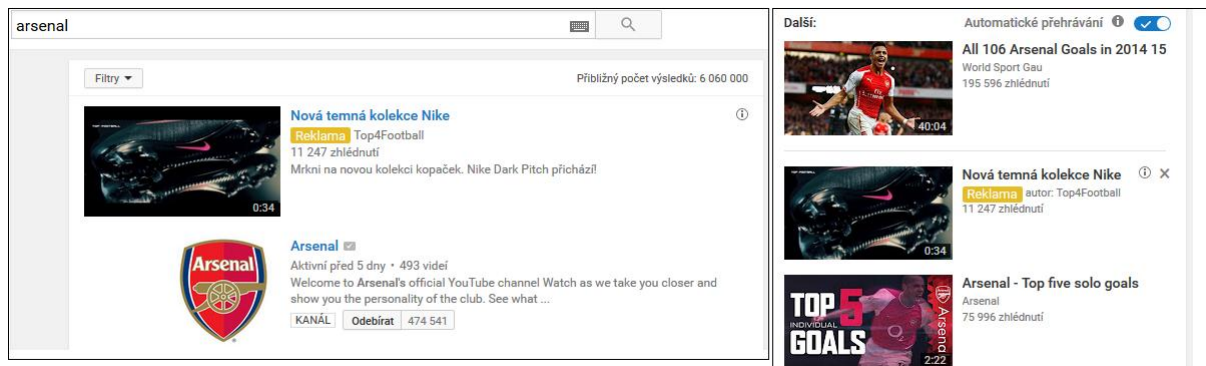 arsenal
Filtry
Přibližný počet výsledků: 6 060 000
TOP FOOTBALL
0:34
Nová temná kolekce Nike
Reklama Top4Football
11 247 zhlédnutí
Mrkni na novou kolekci kopaček. Nike Dark Pitch přichází!
Arsenal
Arsenal
Aktivní před 5 dny • 493 videí
Welcome to Arsenal's official YouTube channel Watch as we take you closer and
show you the personality of the club. See what ...
KANÁL Odebírat 474 541
Další:
Automatické přehrávání
40:04
All 106 Arsenal Goals in 2014 15
World Sport Gau
195 596 zhlédnutí
0:34
Nová temná kolekce Nike
Reklama autor: Top4Football
11 247 zhlédnutí
TOP 5
INDIVIDUAL
GOALS
Arsenal
2:22
Arsenal - Top five solo goals
Arsenal
75 996 zhlédnutí